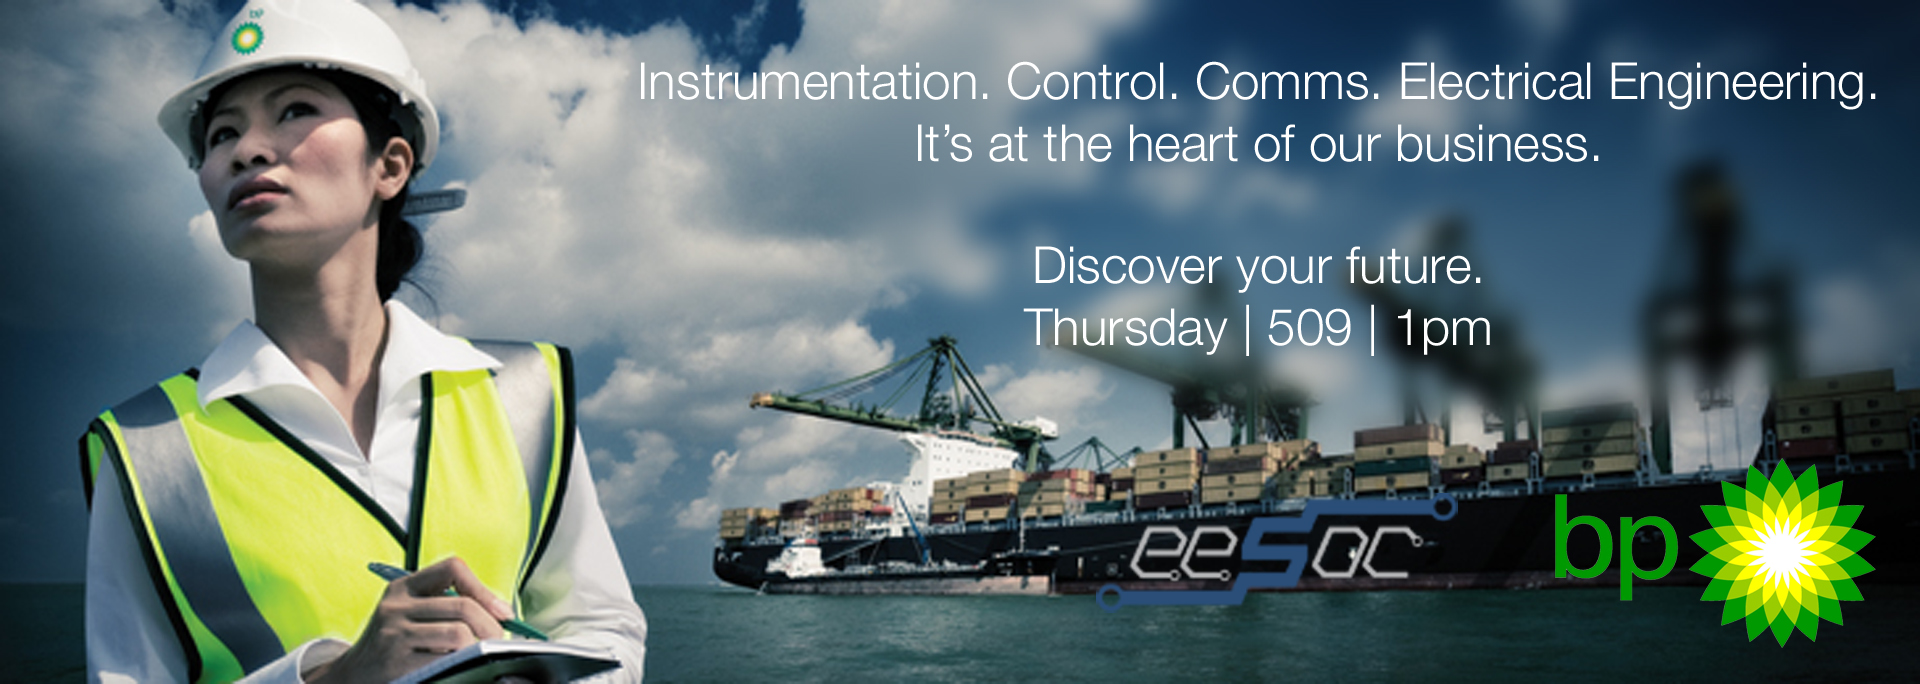 bp
Instrumentation. Control. Comms. Electrical Engineering.
It’s at the heart of our business.
Discover your future.
Thursday | 509 | 1pm
eesoc
bp